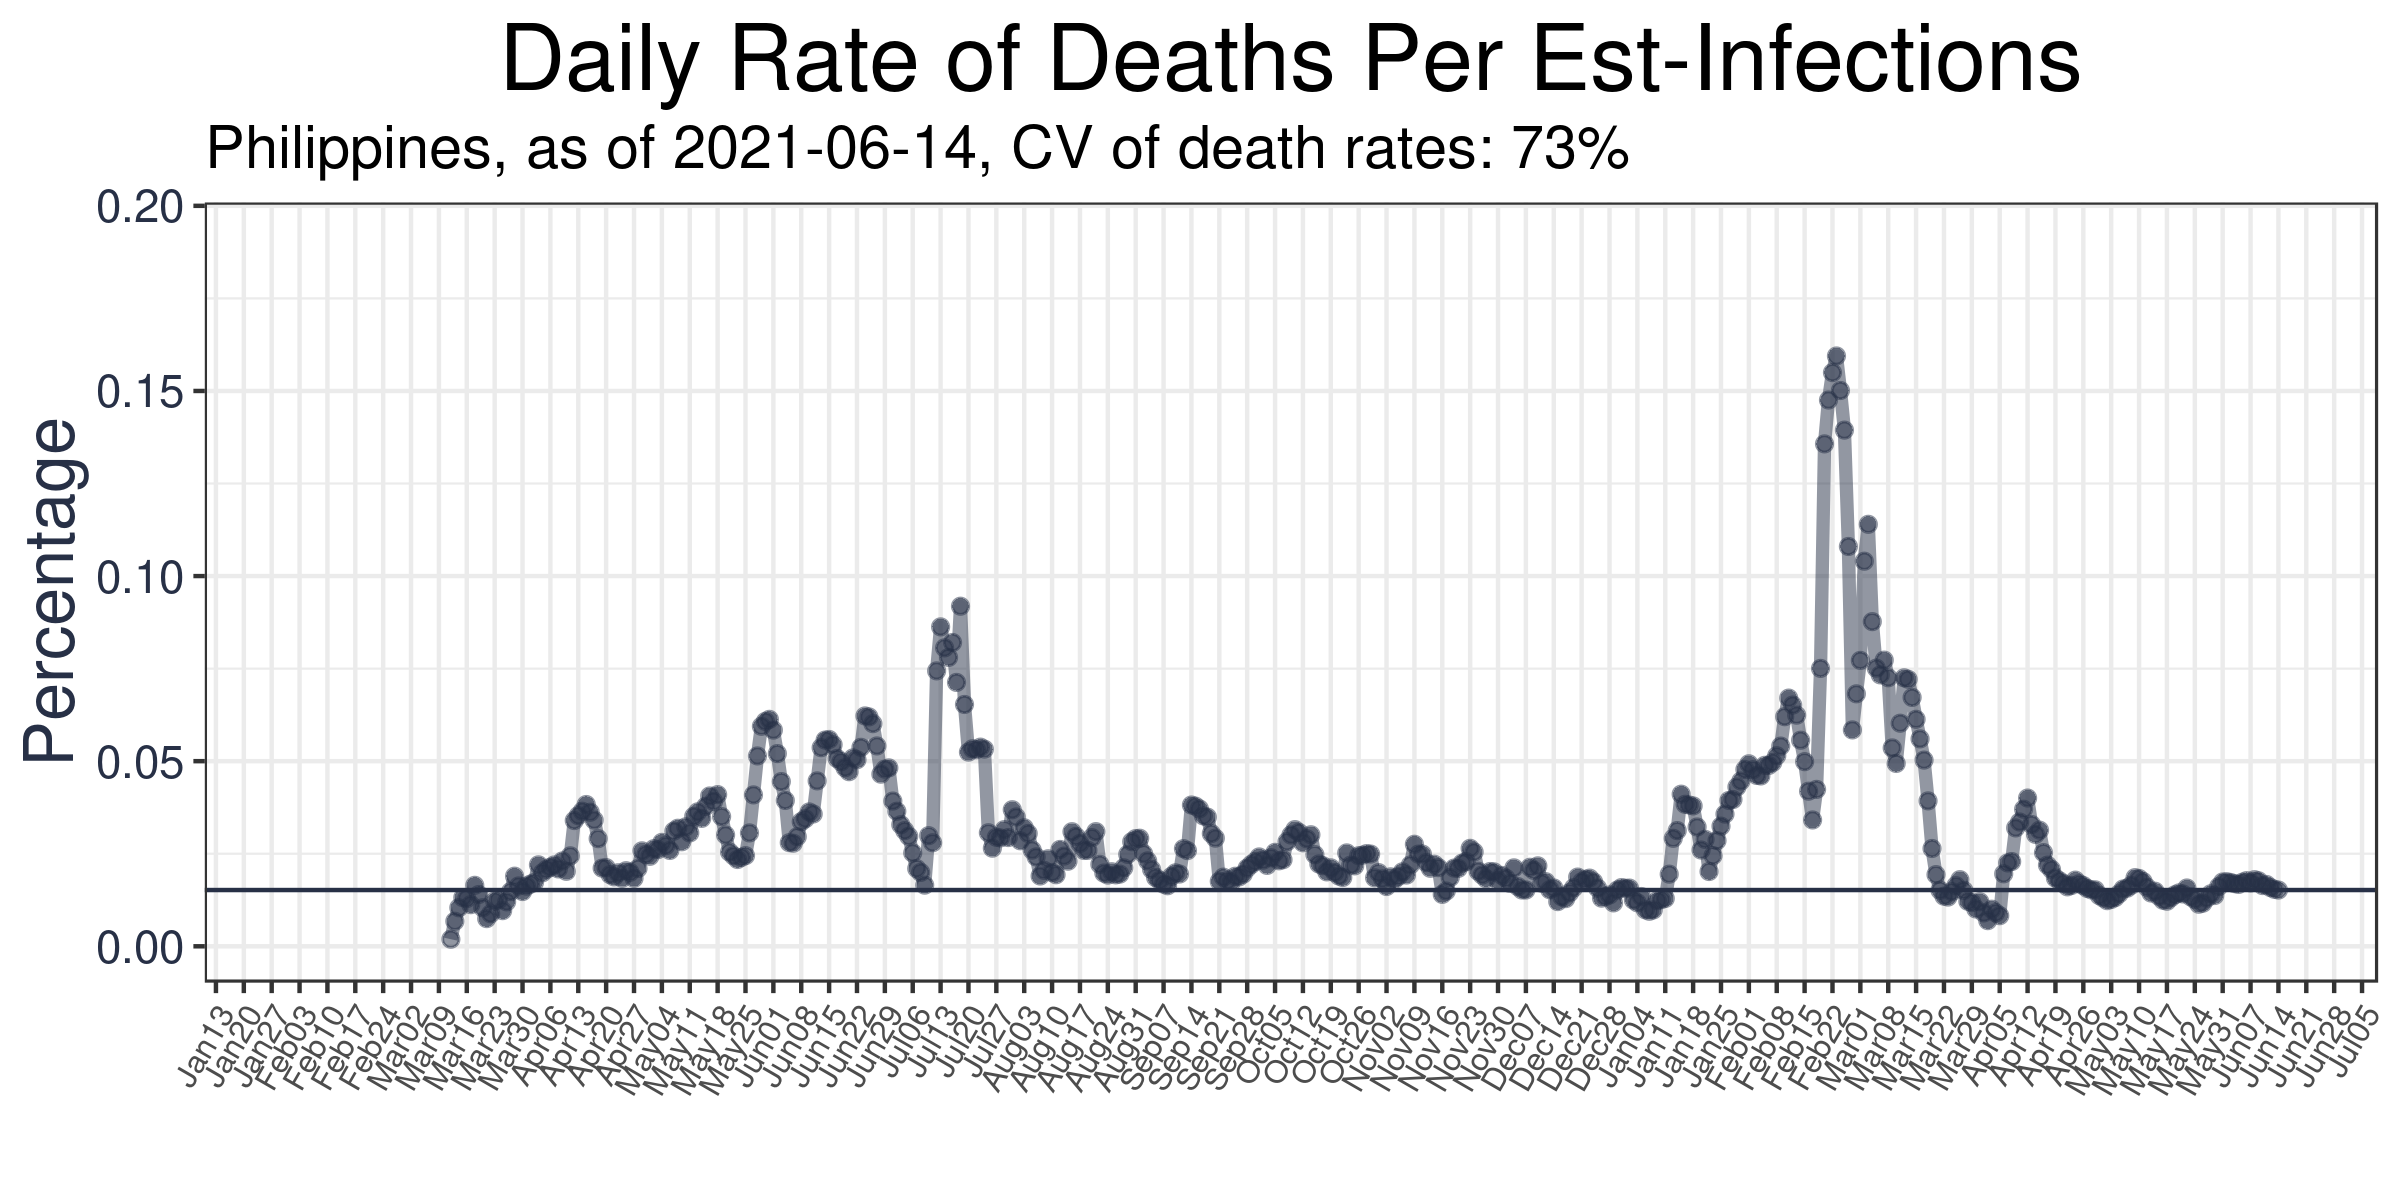 Daily Rate of Deaths Per Est-Infections
Philippines, as of 2021-06-14, CV of death rates: 73%
Percentage
0.20
0.15
0.10
0.05
0.00
Jan13
Jan20
Jan27
Feb03
Feb10
Feb17
Feb24
Mar02
Mar09
Mar16
Mar23
Mar30
Apr06
Apr13
Apr20
Apr27
May04
May11
May18
May25
Jun01
Jun08
Jun15
Jun22
Jun29
Jul06
Jul13
Jul20
Jul27
Aug03
Aug10
Aug17
Aug24
Aug31
Sep07
Sep14
Sep21
Sep28
Oct05
Oct12
Oct19
Oct26
Nov02
Nov09
Nov16
Nov23
Nov30
Dec07
Dec14
Dec21
Dec28
Jan04
Jan11
Jan18
Jan25
Feb01
Feb08
Feb15
Feb22
Mar01
Mar08
Mar15
Mar22
Mar29
Apr05
Apr12
Apr19
Apr26
May03
May10
May17
May24
May31
Jun07
Jun14
Jun21
Jun28
Jul05